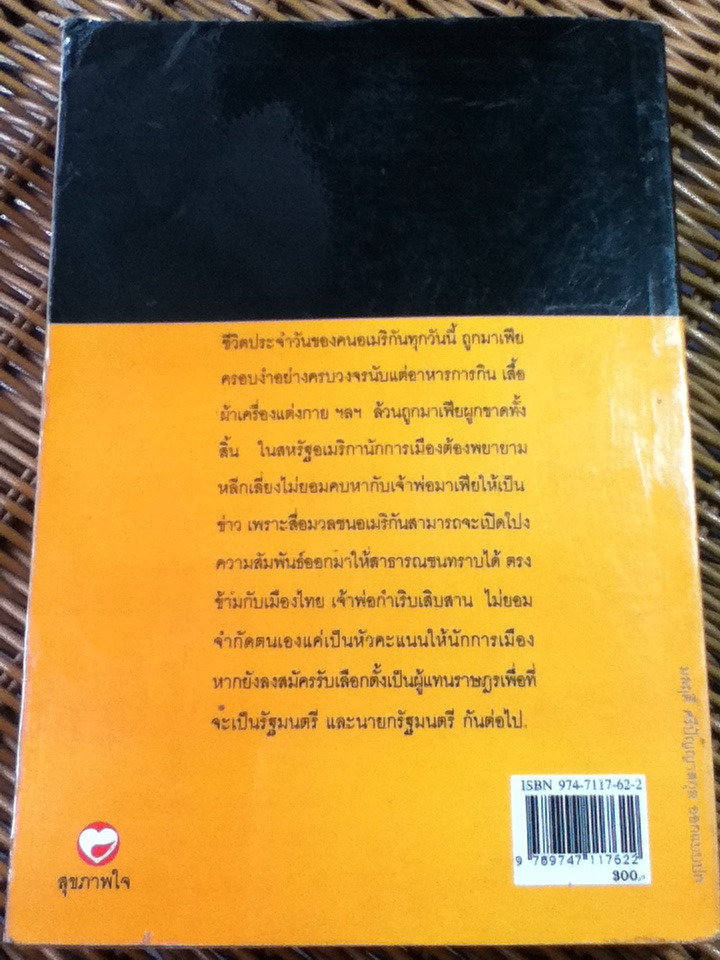 ชีวิตประจำวันของคนอเมริกันทุกวันนี้ ถูกมาเฟีย
ครอบงำอย่างครบวงจรนับแต่อาหารการกิน เสื้อ
ผ้าเครื่องแต่งกาย ฯลฯ ล้วนถูกมาเฟียผูกขาดทั้ง
สิ้น ในสหรัฐอเมริกานักการเมืองต้องพยายาม
หลีกเลี่ยงไม่ยอมคบหากับเจ้าพ่อมาเฟียให้เป็น
ข่าว เพราะสื่อมวลชนอเมริกันสามารถจะเปิดโปง
ความสัมพันธ์ออกมาให้สาธารณชนทราบได้ ตรง
ข้ามกับเมืองไทย เจ้าพ่อกำเริบเสิบสาน ไม่ยอม
จำกัดตนเองแค่เป็นหัวคะแนนให้นักการเมือง
หากยังลงสมัครรับเลือกตั้งเป็นผู้แทนราษฎรเพื่อที่
จะเป็นรัฐมนตรี และนายกรัฐมนตรี กันต่อไป
ISBN 974-7117-62-2
9 789747 117622
300.-
สุขภาพใจ
ออกแบบปก